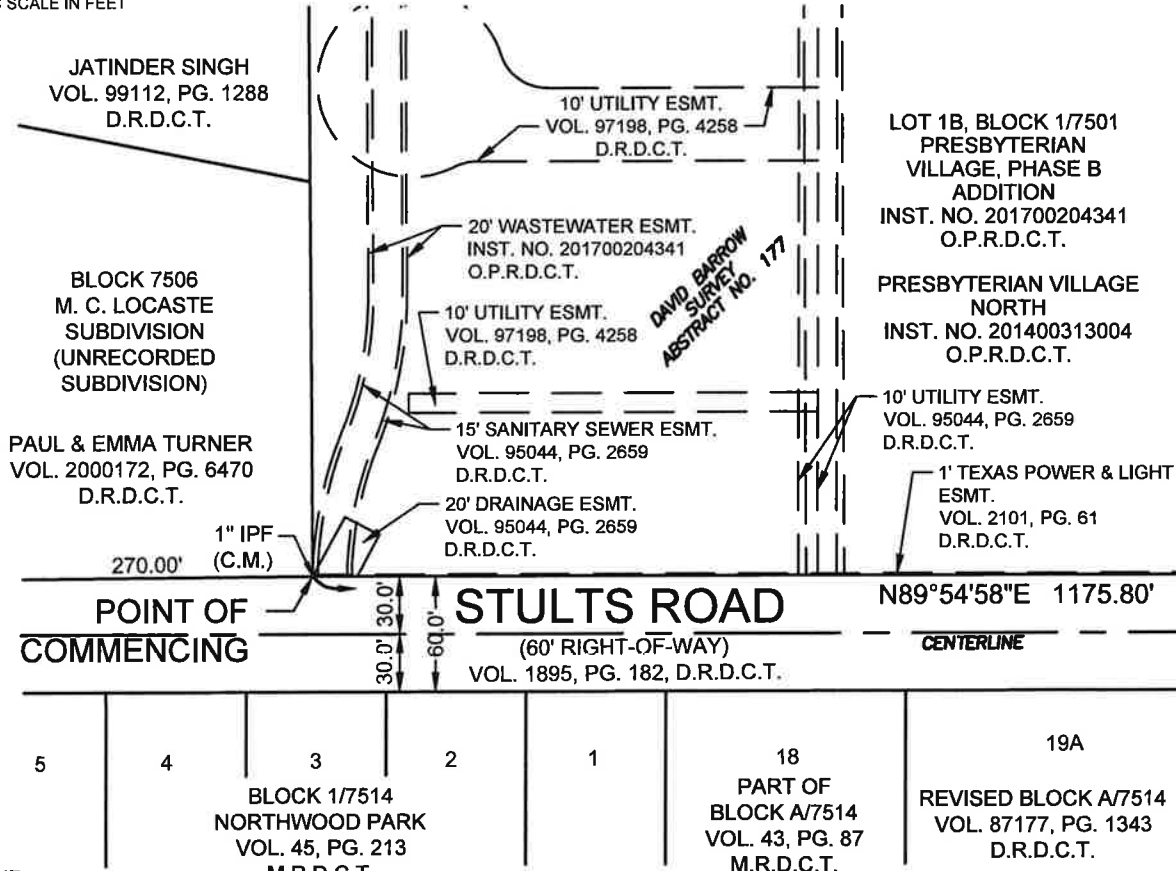 SCALE IN FEET
JATINDER SINGH
VOL. 99112, PG. 1288
D.R.D.C.T.
10' UTILITY ESMT.
VOL. 97198, PG. 4258
D.R.D.C.T.
LOT 1B, BLOCK 1/7501
PRESBYTERIAN
VILLAGE, PHASE B
ADDITION
INST. NO. 201700204341
O.P.R.D.C.T.
20' WASTEWATER ESMT.
INST. NO. 201700204341
O.P.R.D.C.T.
DAVID BARROW
SURVEY
ABSTRACT NO. 177
BLOCK 7506
M. C. LOCASTE
SUBDIVISION
(UNRECORDED
SUBDIVISION)
PRESBYTERIAN VILLAGE
NORTH
INST. NO. 201400313004
O.P.R.D.C.T.
10' UTILITY ESMT.
VOL. 97198, PG. 4258
D.R.D.C.T.
10' UTILITY ESMT.
VOL. 95044, PG. 2659
D.R.D.C.T.
PAUL & EMMA TURNER
VOL. 2000172, PG. 6470
D.R.D.C.T.
15' SANITARY SEWER ESMT.
VOL. 95044, PG. 2659
D.R.D.C.T.
1' TEXAS POWER & LIGHT
ESMT.
VOL. 2101, PG. 61
D.R.D.C.T.
20' DRAINAGE ESMT.
VOL. 95044, PG. 2659
D.R.D.C.T.
1" IPF
(C.M.)
270.00'
POINT OF
COMMENCING
30.0'
30.0'
60.0'
STULTS ROAD
(60' RIGHT-OF-WAY)
VOL. 1895, PG. 182, D.R.D.C.T.
N89°54'58"E 1175.80'
CENTERLINE
5
4
3
2
1
18
19A
BLOCK 1/7514
NORTHWOOD PARK
VOL. 45, PG. 213
M.R.D.C.T.
PART OF
BLOCK A/7514
VOL. 43, PG. 87
M.R.D.C.T.
REVISED BLOCK A/7514
VOL. 87177, PG. 1343
D.R.D.C.T.